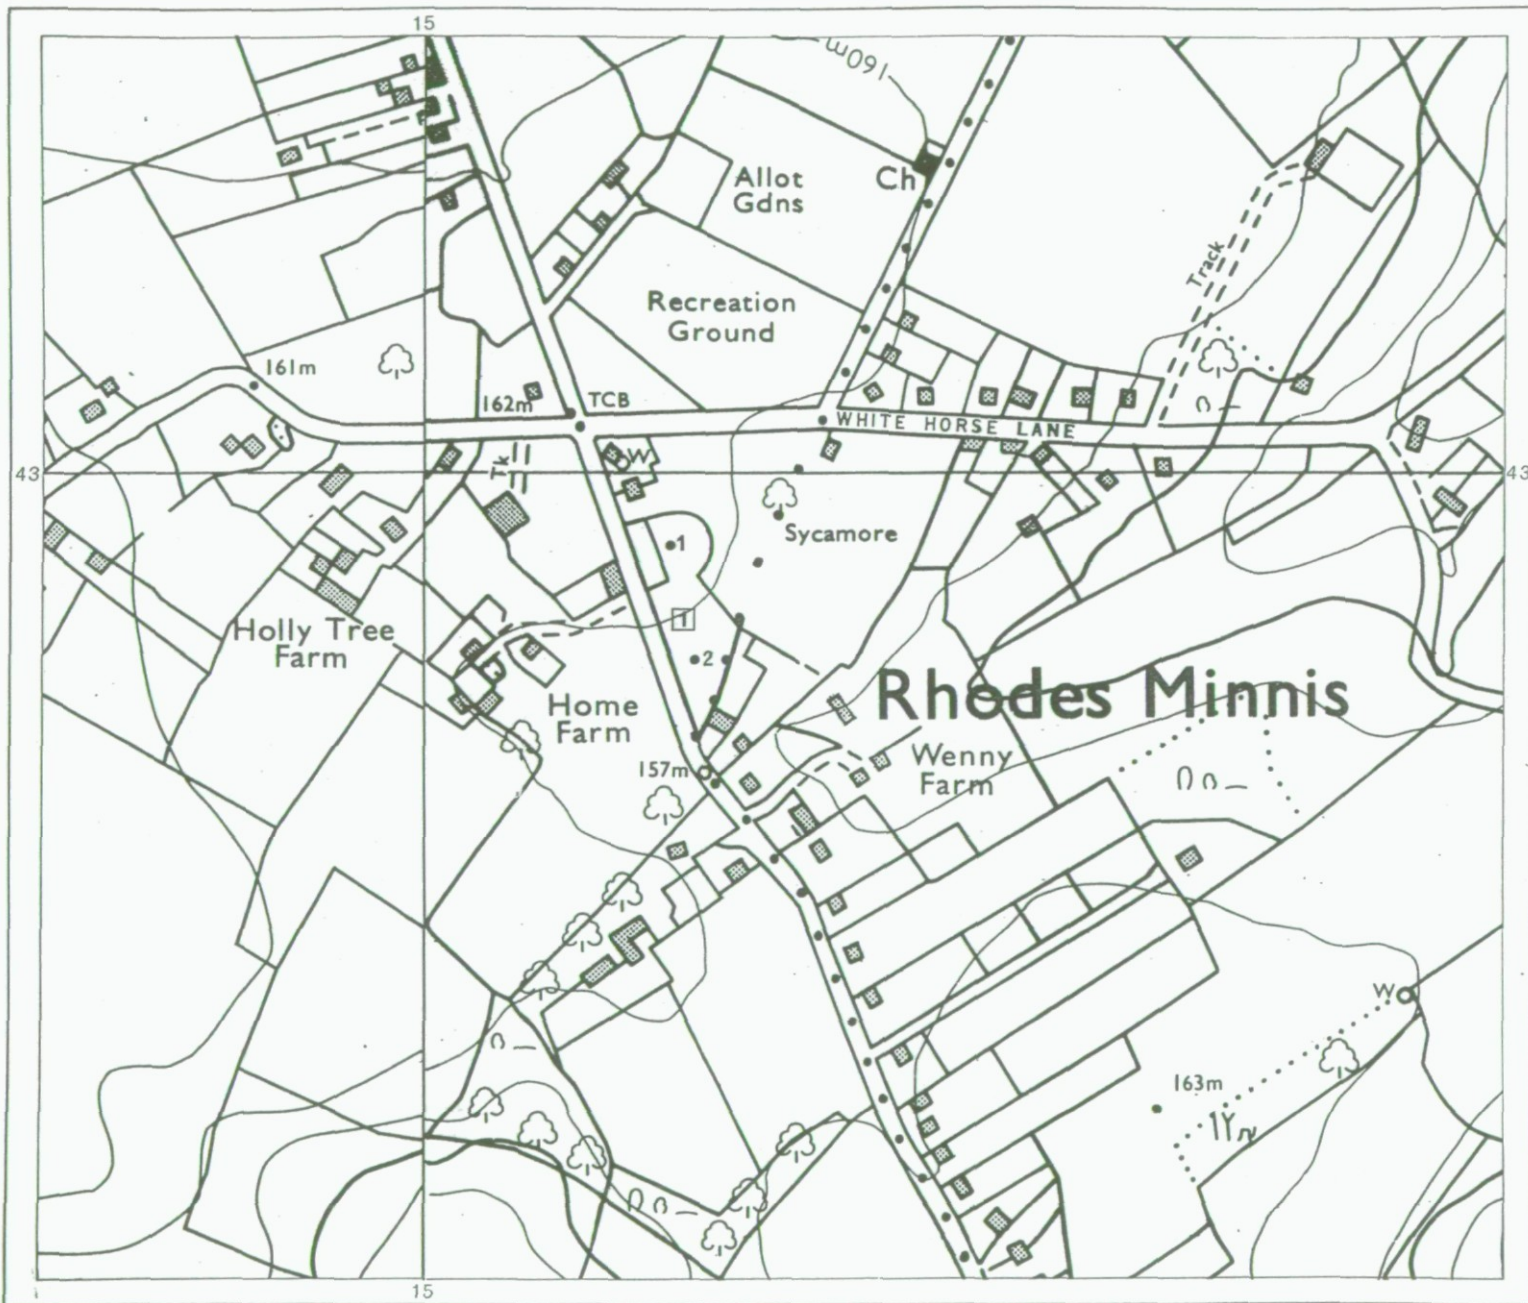 15
160m
Allot
Gdns
Ch
Track
Recreation
Ground
161m
162m
TCB
WHITE HORSE LANE
43
Tk
W
43
1
Sycamore
1
Holly Tree
Farm
2
Rhodes Minnis
Home
Farm
Wenny
Farm
157m
W
163m
15